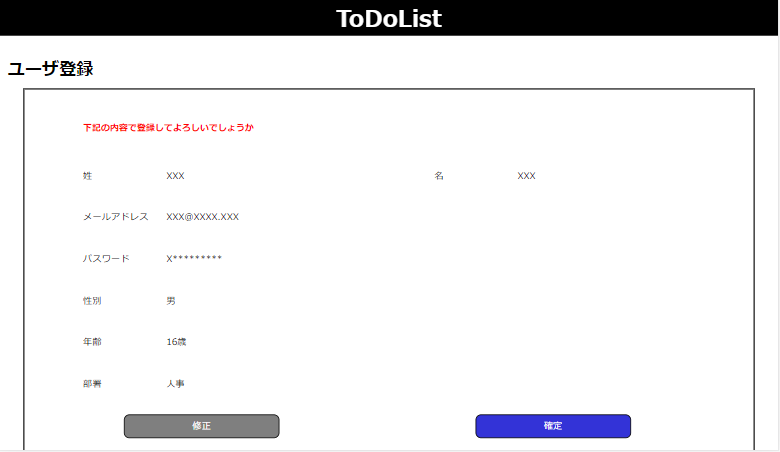 ToDoList
ユーザ登録
下記の内容で登録してよろしいでしょうか
姓 XXX 名 XXX
メールアドレス XXX@XXXX.XXX
パスワード X*********
性別 男
年齢 16歳
部署 人事
修正 確定